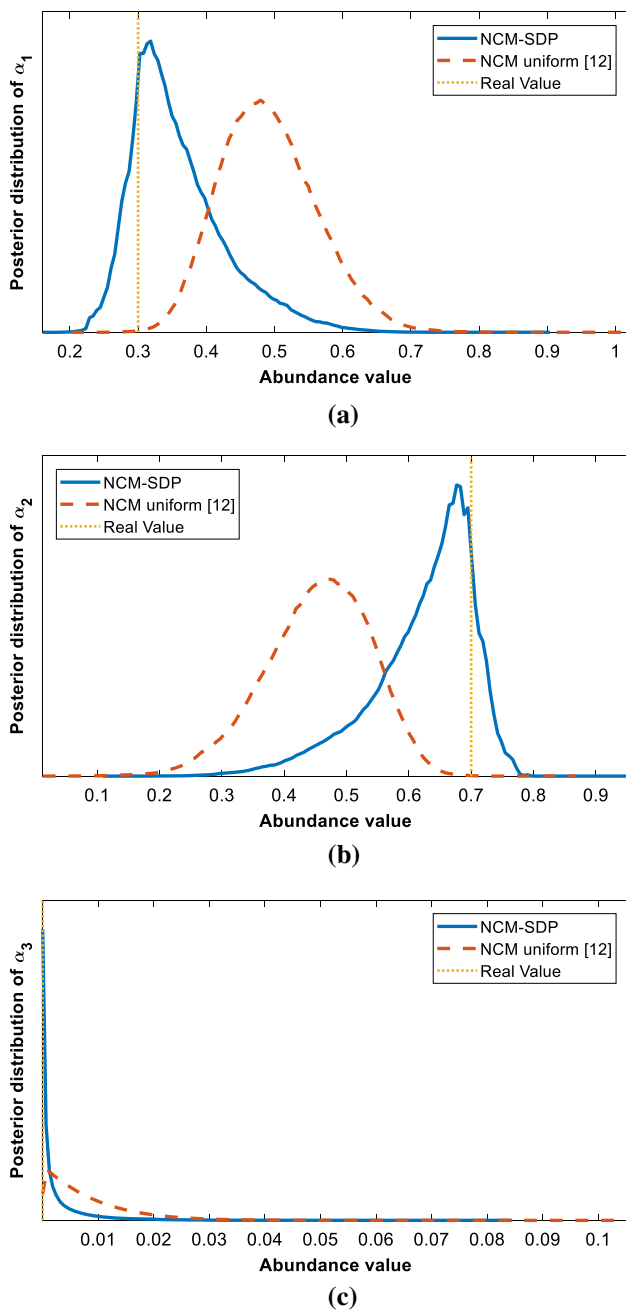 Posterior distribution of α1
NCM-SDP
NCM uniform [12]
Real Value
0.2 0.3 0.4 0.5 0.6 0.7 0.8 0.9 1
Abundance value
(a)
Posterior distribution of α2
NCM-SDP
NCM uniform [12]
Real Value
0.1 0.2 0.3 0.4 0.5 0.6 0.7 0.8 0.9
Abundance value
(b)
Posterior distribution of α3
NCM-SDP
NCM uniform [12]
Real Value
0.01 0.02 0.03 0.04 0.05 0.06 0.07 0.08 0.09 0.1
Abundance value
(c)